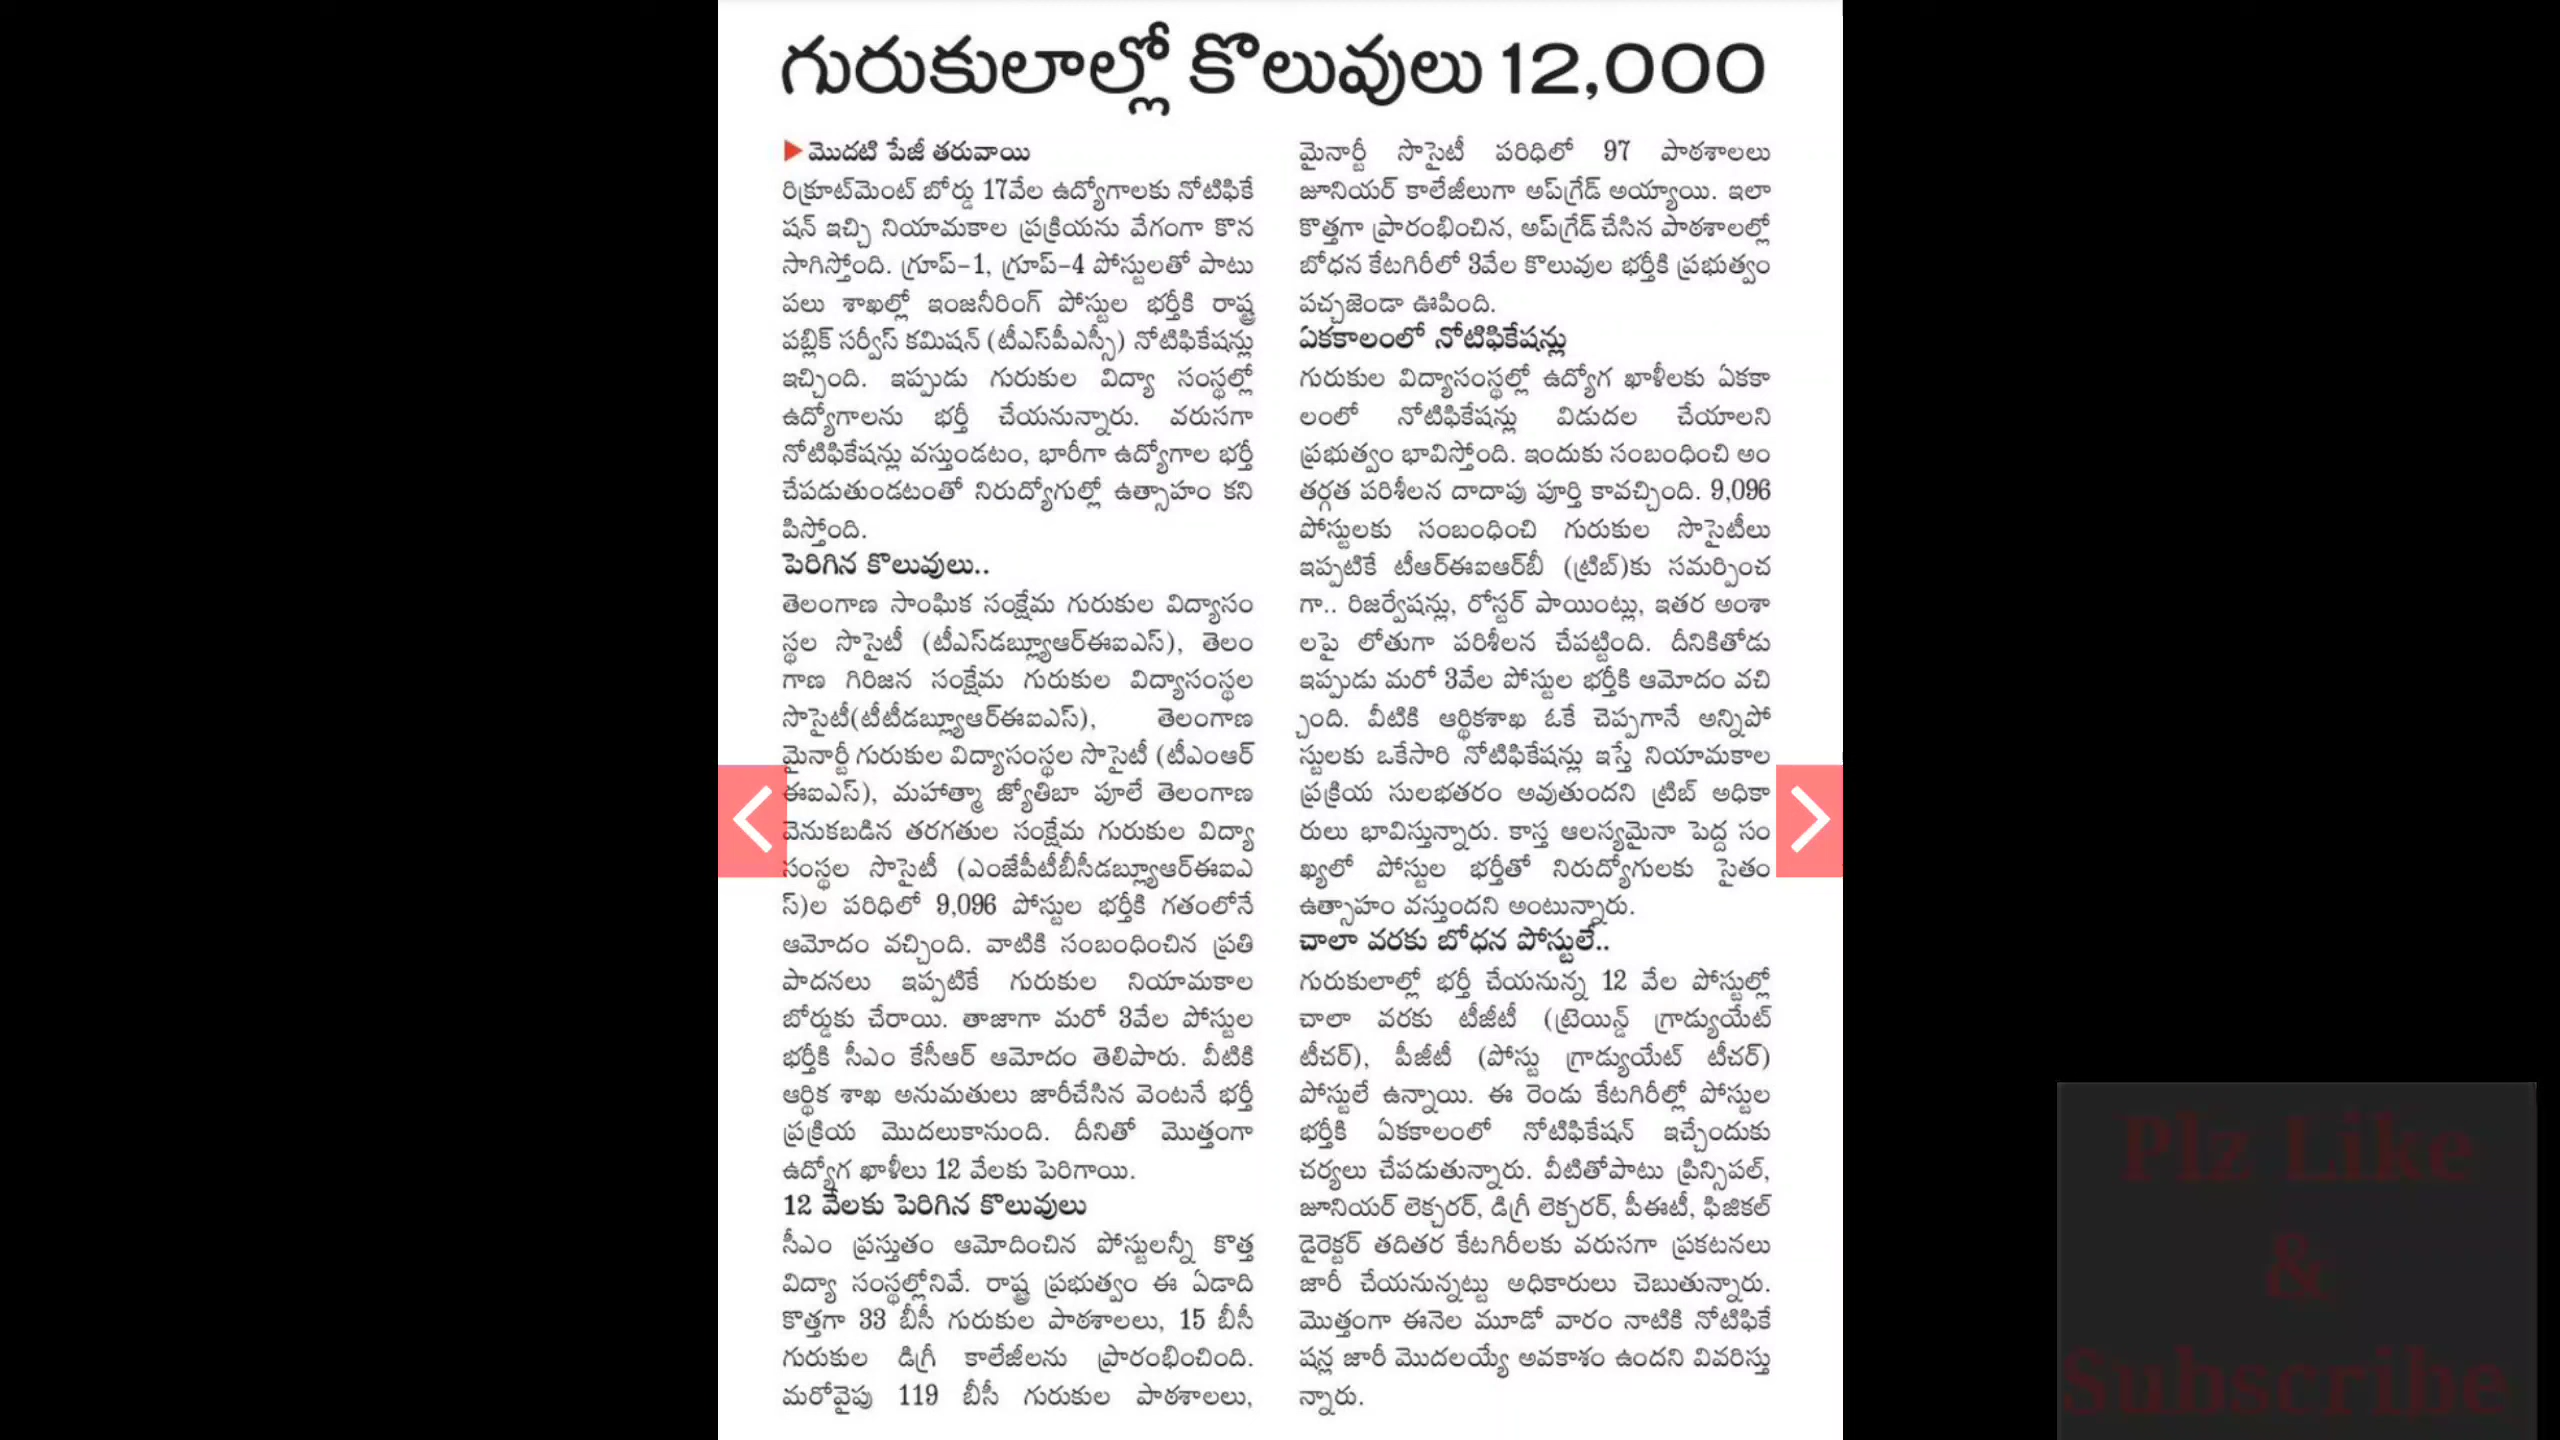 గురుకులాల్లో కొలువులు 12,000
మొదటి పేజీ తరువాయి
రిక్రూట్‌మెంట్ బోర్డు 17వేల ఉద్యోగాలకు నోటిఫికే
షన్ ఇచ్చి నియామకాల ప్రక్రియను వేగంగా కొన
సాగిస్తోంది. గ్రూప్-1, గ్రూప్-4 పోస్టులతో పాటు
పలు శాఖల్లో ఇంజనీరింగ్ పోస్టుల భర్తీకి రాష్ట్ర
పబ్లిక్ సర్వీస్ కమిషన్ (టీఎస్‌పీఎస్సీ) నోటిఫికేషన్లు
ఇచ్చింది. ఇప్పుడు గురుకుల విద్యా సంస్థల్లో
ఉద్యోగాలను భర్తీ చేయనున్నారు. వరుసగా
నోటిఫికేషన్లు వస్తుండటం, భారీగా ఉద్యోగాల భర్తీ
చేపడుతుండటంతో నిరుద్యోగుల్లో ఉత్సాహం కని
పిస్తోంది.
పెరిగిన కొలువులు..
తెలంగాణ సాంఘిక సంక్షేమ గురుకుల విద్యాసం
స్థల సొసైటీ (టీఎస్‌డబ్ల్యూఆర్‌ఈఐఎస్), తెలం
గాణ గిరిజన సంక్షేమ గురుకుల విద్యాసంస్థల
సొసైటీ(టీటీడబ్ల్యూఆర్‌ఈఐఎస్), తెలంగాణ
మైనార్టీ గురుకుల విద్యాసంస్థల సొసైటీ (టీఎంఆర్
ఈఐఎస్), మహాత్మా జ్యోతిబా పూలే తెలంగాణ
వెనుకబడిన తరగతుల సంక్షేమ గురుకుల విద్యా
సంస్థల సొసైటీ (ఎంజేపీటీబీసీడబ్ల్యూఆర్‌ఈఐఎ
స్)ల పరిధిలో 9,096 పోస్టుల భర్తీకి గతంలోనే
ఆమోదం వచ్చింది. వాటికి సంబంధించిన ప్రతి
పాదనలు ఇప్పటికే గురుకుల నియామకాల
బోర్డుకు చేరాయి. తాజాగా మరో 3వేల పోస్టుల
భర్తీకి సీఎం కేసీఆర్ ఆమోదం తెలిపారు. వీటికి
ఆర్థిక శాఖ అనుమతులు జారీచేసిన వెంటనే భర్తీ
ప్రక్రియ మొదలుకానుంది. దీనితో మొత్తంగా
ఉద్యోగ ఖాళీలు 12 వేలకు పెరిగాయి.
12 వేలకు పెరిగిన కొలువులు
సీఎం ప్రస్తుతం ఆమోదించిన పోస్టులన్నీ కొత్త
విద్యా సంస్థల్లోనివే. రాష్ట్ర ప్రభుత్వం ఈ ఏడాది
కొత్తగా 33 బీసీ గురుకుల పాఠశాలలు, 15 బీసీ
గురుకుల డిగ్రీ కాలేజీలను ప్రారంభించింది.
మరోవైపు 119 బీసీ గురుకుల పాఠశాలలు,
మైనార్టీ సొసైటీ పరిధిలో 97 పాఠశాలలు
జూనియర్ కాలేజీలుగా అప్‌గ్రేడ్ అయ్యాయి. ఇలా
కొత్తగా ప్రారంభించిన, అప్‌గ్రేడ్ చేసిన పాఠశాలల్లో
బోధన కేటగిరీలో 3వేల కొలువుల భర్తీకి ప్రభుత్వం
పచ్చజెండా ఊపింది.
ఏకకాలంలో నోటిఫికేషన్లు
గురుకుల విద్యాసంస్థల్లో ఉద్యోగ ఖాళీలకు ఏకకా
లంలో నోటిఫికేషన్లు విడుదల చేయాలని
ప్రభుత్వం భావిస్తోంది. ఇందుకు సంబంధించి అం
తర్గత పరిశీలన దాదాపు పూర్తి కావచ్చింది. 9,096
పోస్టులకు సంబంధించి గురుకుల సొసైటీలు
ఇప్పటికే టీఆర్‌ఈఐఆర్‌బీ (ట్రిబ్)కు సమర్పించ
గా.. రిజర్వేషన్లు, రోస్టర్ పాయింట్లు, ఇతర అంశా
లపై లోతుగా పరిశీలన చేపట్టింది. దీనికితోడు
ఇప్పుడు మరో 3వేల పోస్టుల భర్తీకి ఆమోదం వచి
్చంది. వీటికి ఆర్థికశాఖ ఓకే చెప్పగానే అన్నిపో
స్టులకు ఒకేసారి నోటిఫికేషన్లు ఇస్తే నియామకాల
ప్రక్రియ సులభతరం అవుతుందని ట్రిబ్ అధికా
రులు భావిస్తున్నారు. కాస్త ఆలస్యమైనా పెద్ద సం
ఖ్యలో పోస్టుల భర్తీతో నిరుద్యోగులకు సైతం
ఉత్సాహం వస్తుందని అంటున్నారు.
చాలా వరకు బోధన పోస్టులే..
గురుకులాల్లో భర్తీ చేయనున్న 12 వేల పోస్టుల్లో
చాలా వరకు టీజీటీ (ట్రెయిన్డ్ గ్రాడ్యుయేట్
టీచర్), పీజీటీ (పోస్టు గ్రాడ్యుయేట్ టీచర్)
పోస్టులే ఉన్నాయి. ఈ రెండు కేటగిరీల్లో పోస్టుల
భర్తీకి ఏకకాలంలో నోటిఫికేషన్ ఇచ్చేందుకు
చర్యలు చేపడుతున్నారు. వీటితోపాటు ప్రిన్సిపల్,
జూనియర్ లెక్చరర్, డిగ్రీ లెక్చరర్, పీఈటీ, ఫిజికల్
డైరెక్టర్ తదితర కేటగిరీలకు వరుసగా ప్రకటనలు
జారీ చేయనున్నట్టు అధికారులు చెబుతున్నారు.
మొత్తంగా ఈనెల మూడో వారం నాటికి నోటిఫికే
షన్ల జారీ మొదలయ్యే అవకాశం ఉందని వివరిస్తు
న్నారు.
Plz Like
&
Subscribe